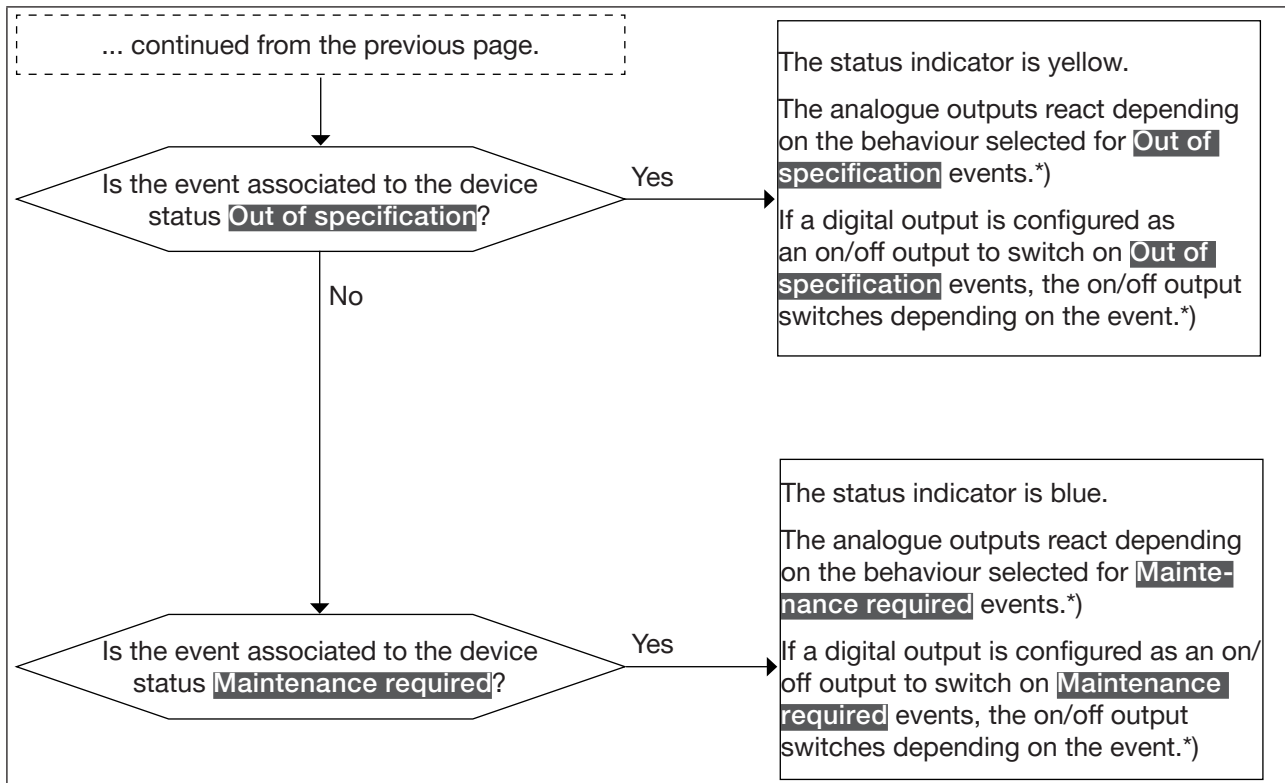 ... continued from the previous page.
Is the event associated to the device
status Out of specification?
Yes
The status indicator is yellow.
The analogue outputs react depending
on the behaviour selected for Out of
specification events.*)
If a digital output is configured as
an on/off output to switch on Out of
specification events, the on/off output
switches depending on the event.*)
No
Is the event associated to the device
status Maintenance required?
Yes
The status indicator is blue.
The analogue outputs react depending
on the behaviour selected for Mainte-
nance required events.*)
If a digital output is configured as an on/
off output to switch on Maintenance
required events, the on/off output
switches depending on the event.*)